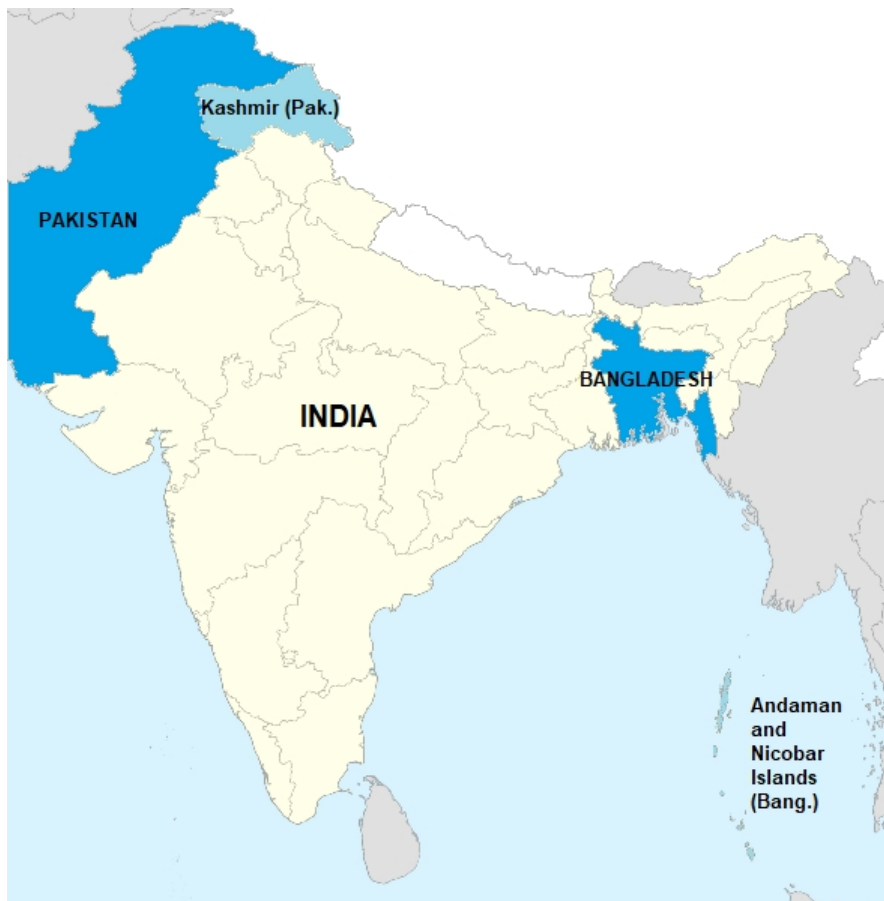 Kashmir (Pak.)
PAKISTAN
BANGLADESH
INDIA
Andaman
and
Nicobar
Islands
(Bang.)